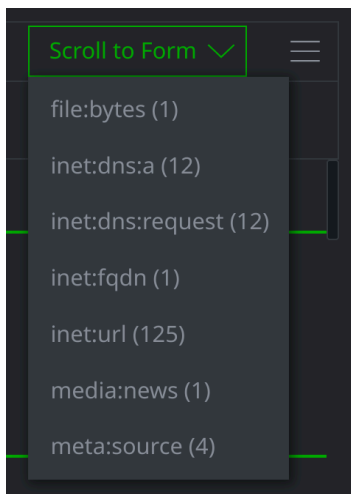 Scroll to Form
file:bytes (1)
inet:dns:a (12)
inet:dns:request (12)
inet:fqdn (1)
inet:url (125)
media:news (1)
meta:source (4)